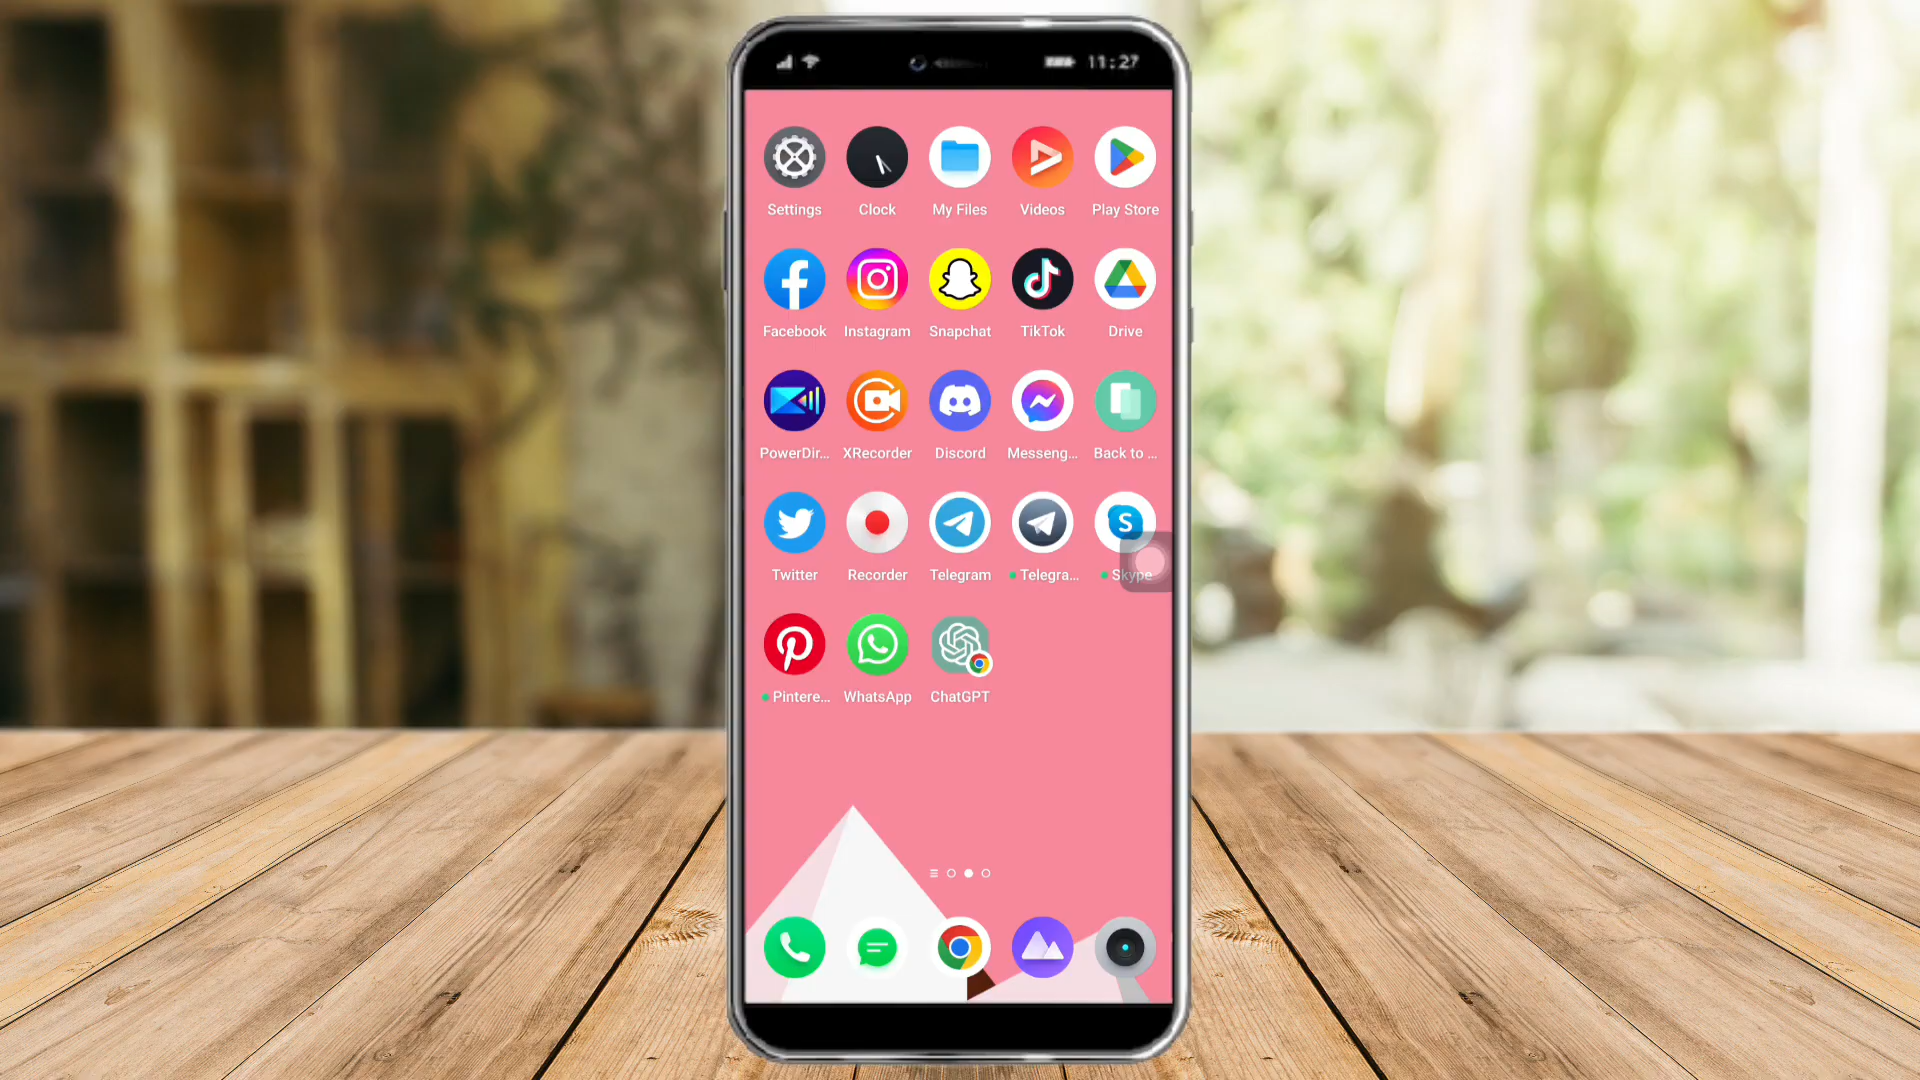 11:27
Settings Clock My Files Videos Play Store
Facebook Instagram Snapchat TikTok Drive
PowerDir... XRecorder Discord Messeng... Back to ...
Twitter Recorder Telegram Telegra... Skype
Pintere... WhatsApp ChatGPT